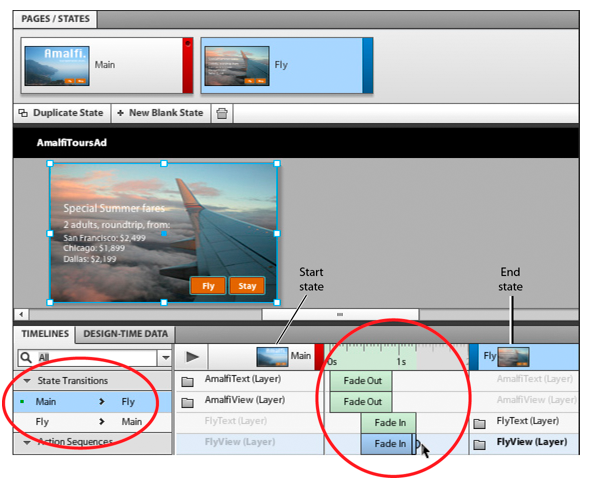 PAGES / STATES
Amalfi.
Main
Fly
Duplicate State
+ New Blank State
AmalfiToursAd
Special Summer fares
2 adults, roundtrip, from:
San Francisco: $2,499
Chicago: $1,899
Dallas: $2,199
Fly
Stay
Start
state
End
state
TIMELINES
DESIGN-TIME DATA
All
Main
0s
1s
Fly
State Transitions
AmalfiText (Layer)
Fade Out
AmalfiText (Layer)
Main > Fly
AmalfiView (Layer)
Fade Out
AmalfiView (Layer)
Fly > Main
FlyText (Layer)
Fade In
FlyText (Layer)
Action Sequences
FlyView (Layer)
Fade In
FlyView (Layer)